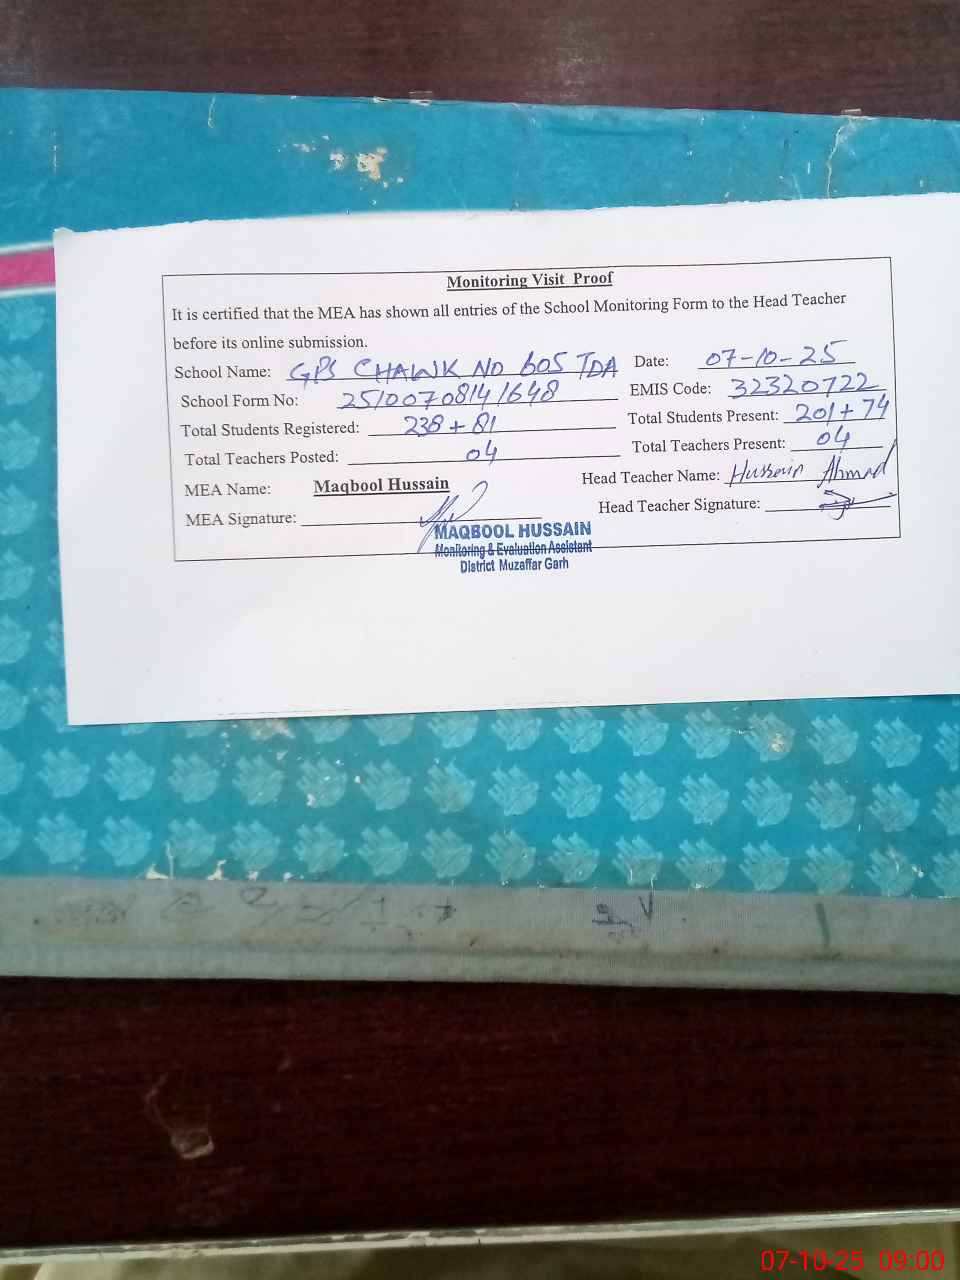 Monitoring Visit Proof
It is certified that the MEA has shown all entries of the School Monitoring Form to the Head Teacher
before its online submission.
School Name: GPS CHAWK NO 605 TDA Date: 07-10-25
School Form No: 25100708141648 EMIS Code: 32320722
Total Students Registered: 238 + 81 Total Students Present: 201 + 74
Total Teachers Posted: 04 Total Teachers Present: 04
MEA Name: Maqbool Hussain Head Teacher Name: Hussain Ahmad
MEA Signature: Head Teacher Signature:
MAQBOOL HUSSAIN
Monitoring & Evaluation Assistant
District Muzaffar Garh
07-10-25 09:00